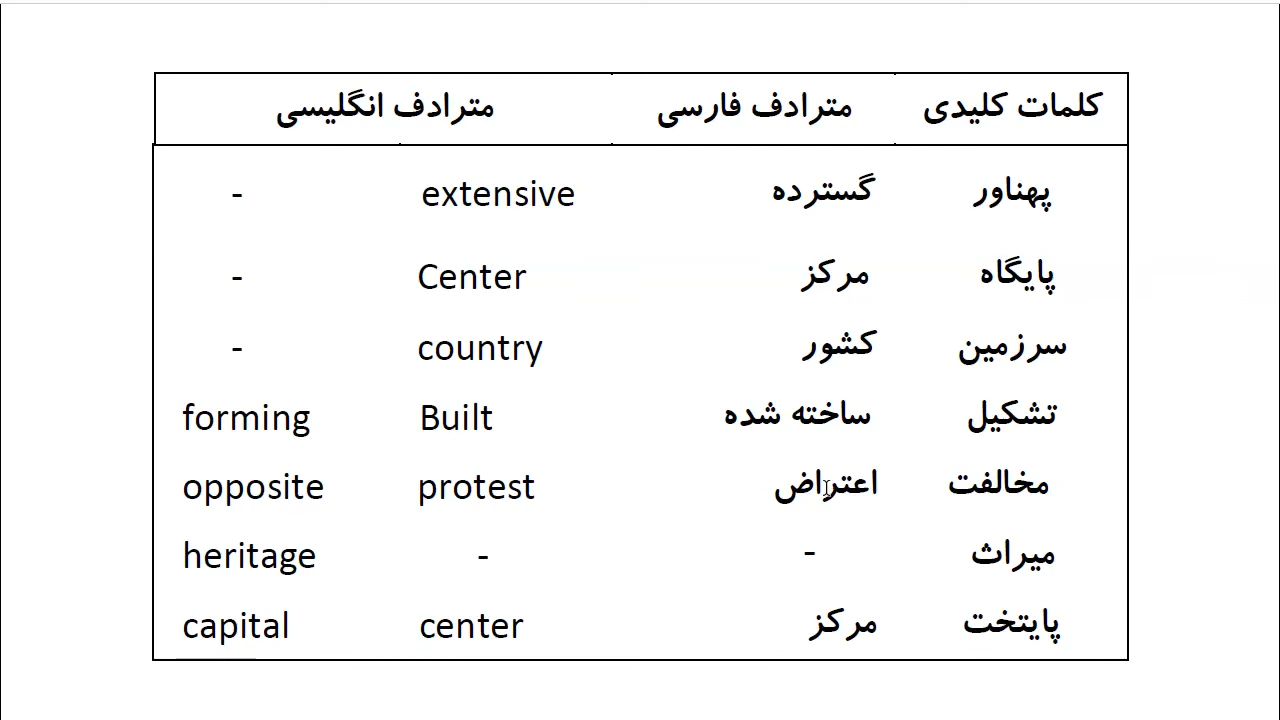 کلمات کلیدی مترادف فارسی مترادف انگلیسی
پهناور گسترده extensive -
پایگاه مرکز Center -
سرزمین کشور country -
تشکیل ساخته شده Built forming
مخالفت اعتراض protest opposite
میراث - - heritage
پایتخت مرکز center capital